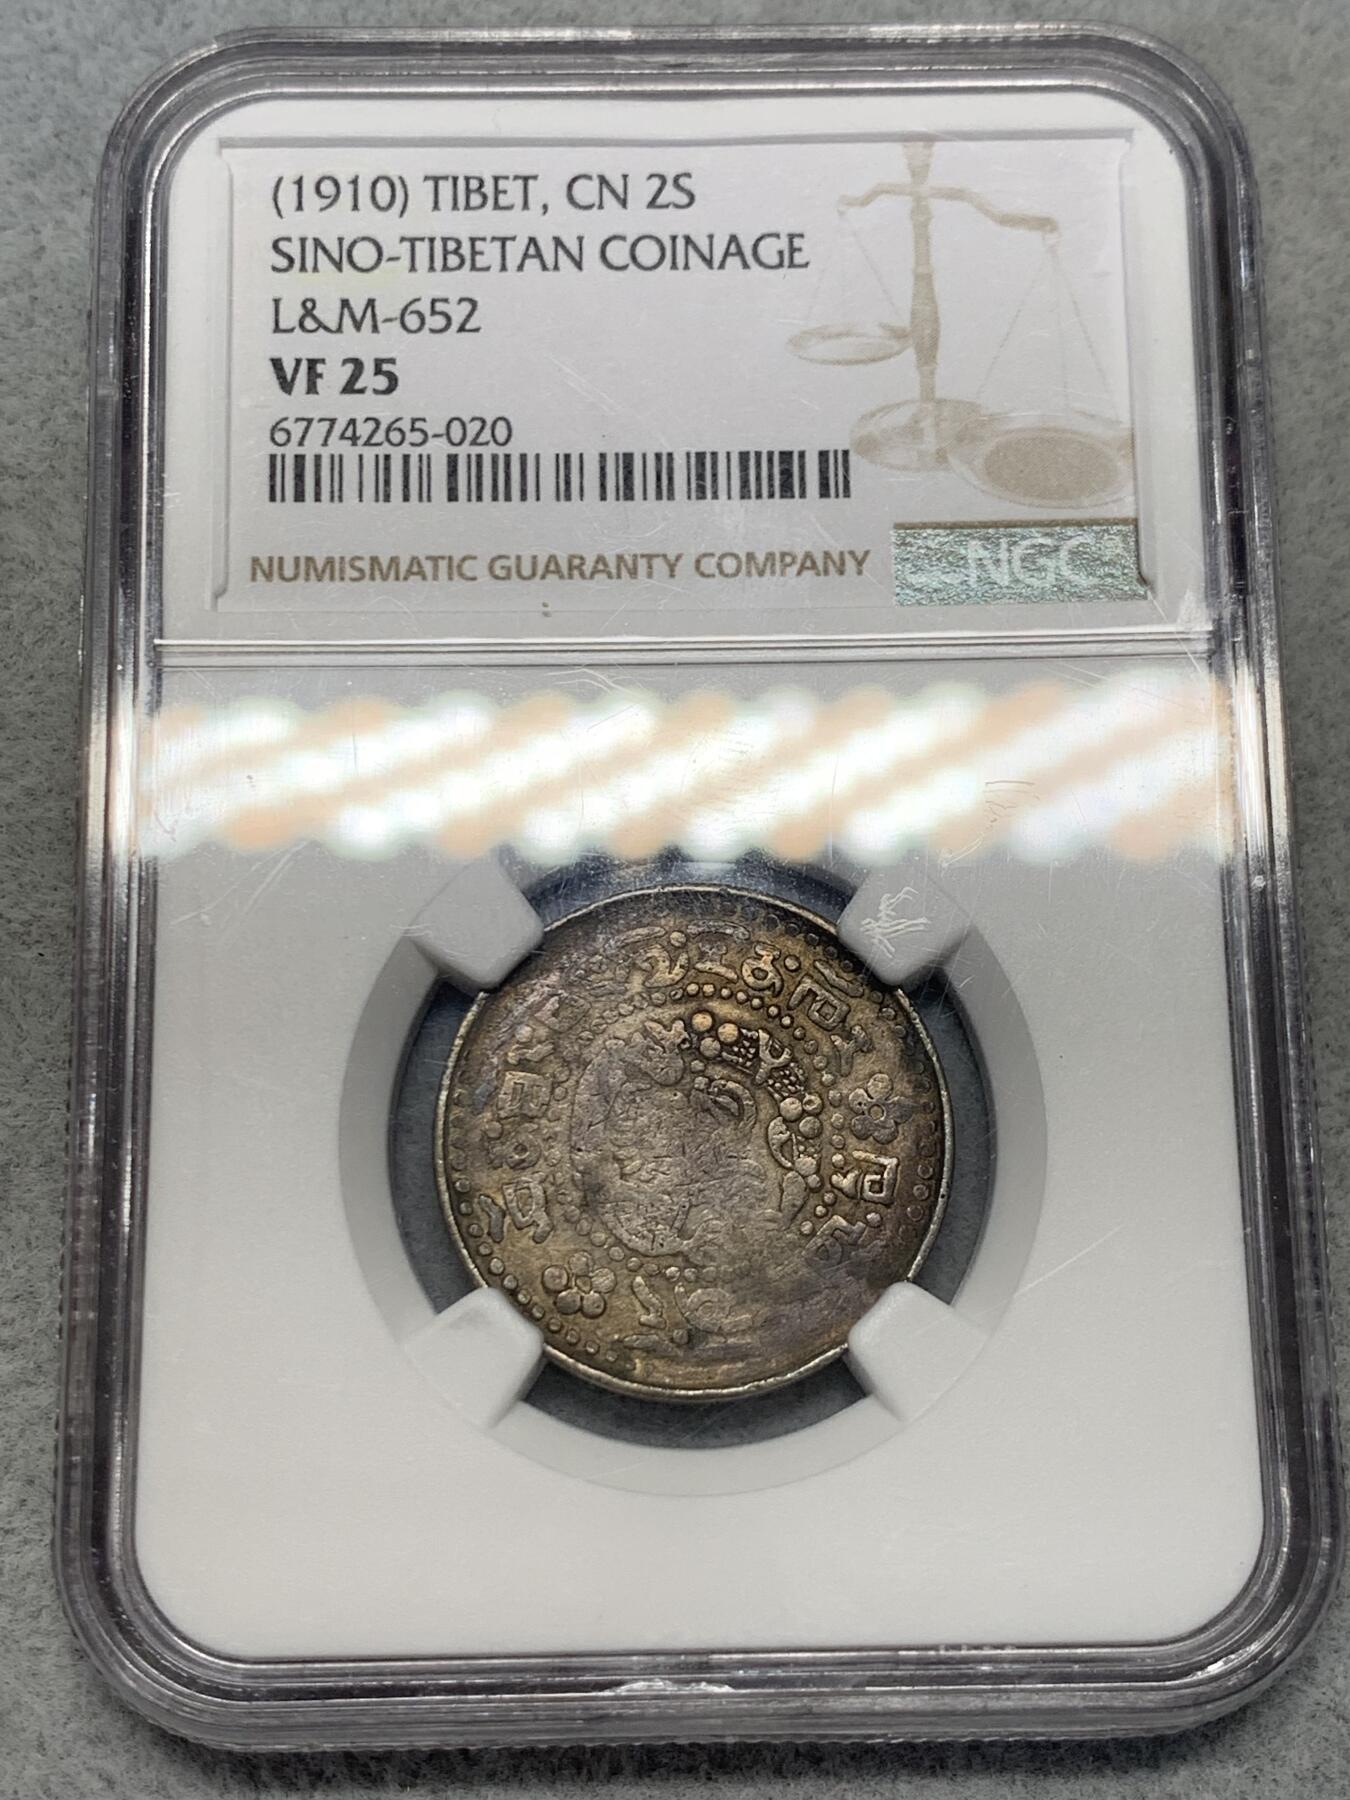 (1910) TIBET, CN 2S
SINO-TIBETAN COINAGE
L&M-652
VF 25
6774265-020
NUMISMATIC GUARANTY COMPANY
NGC